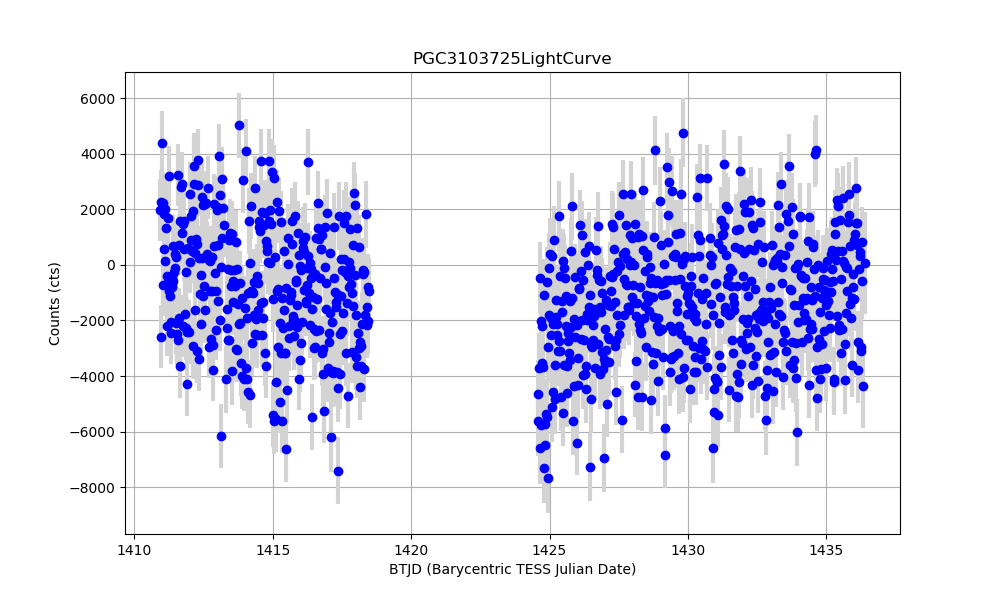 PGC3103725LightCurve
6000
4000
2000
0
−2000
−4000
−6000
−8000
Counts (cts)
1410 1415 1420 1425 1430 1435
BTJD (Barycentric TESS Julian Date)